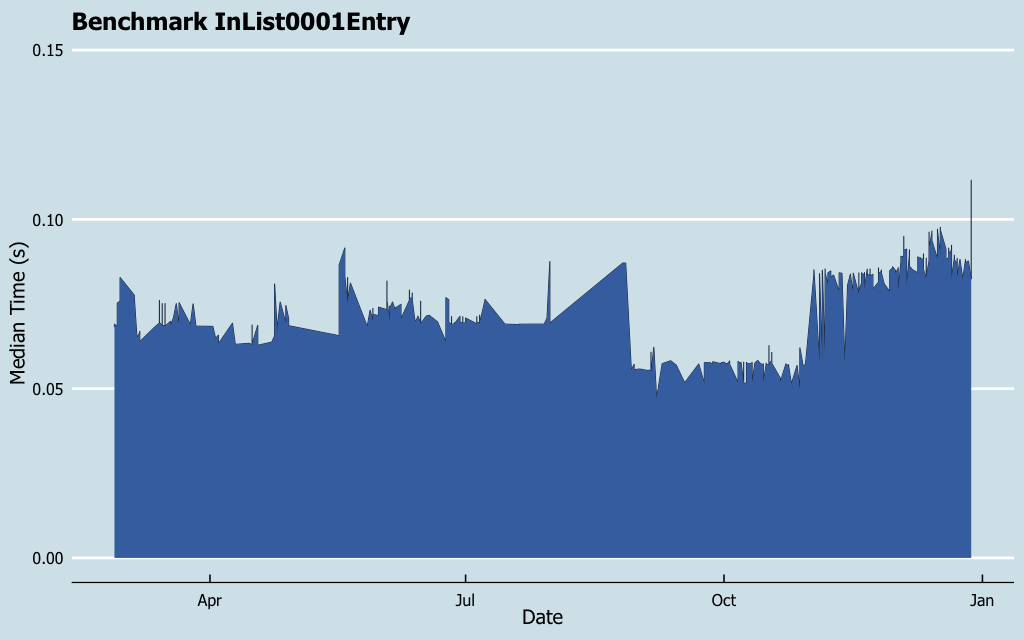 Benchmark InList0001Entry
0.15
0.10
0.05
0.00
Median Time (s)
Apr
Jul
Oct
Jan
Date